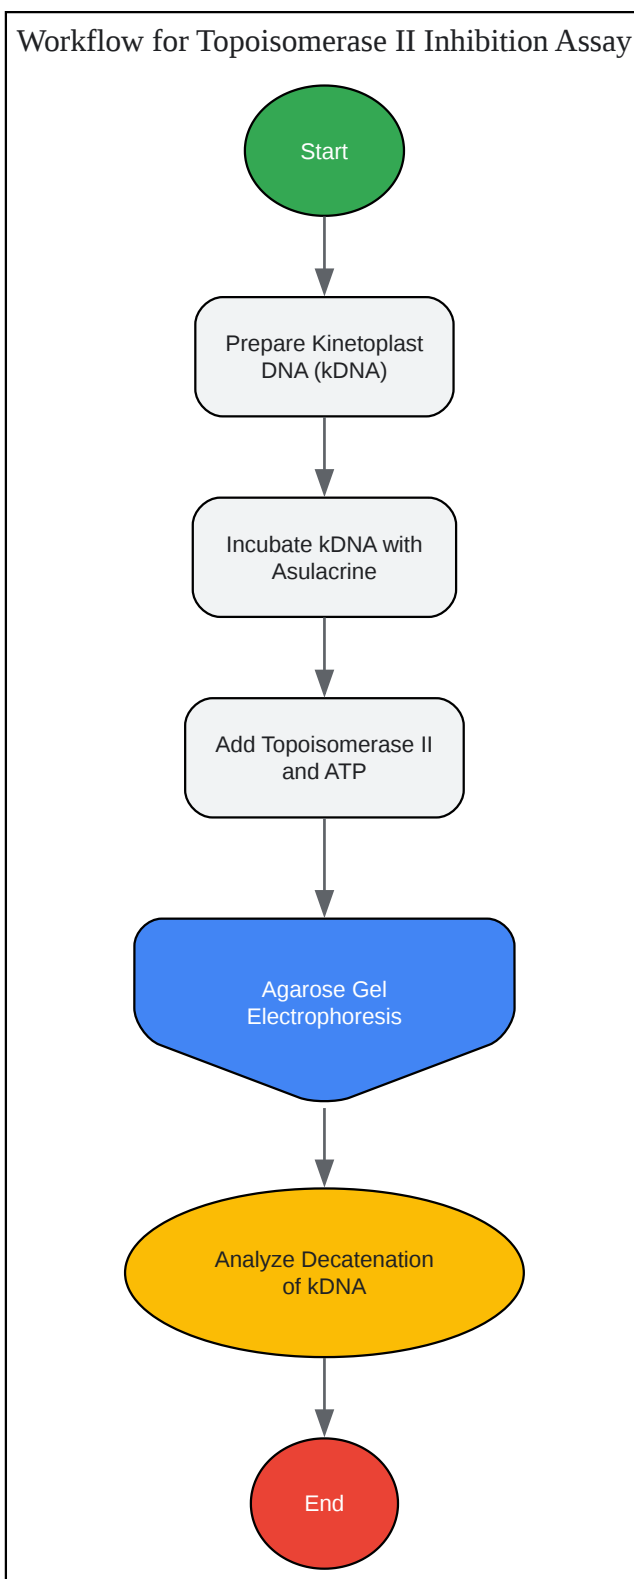 Workflow for Topoisomerase II Inhibition Assay
Start
Prepare Kinetoplast
DNA (kDNA)
Incubate kDNA with
Asulacrine
Add Topoisomerase II
and ATP
Agarose Gel
Electrophoresis
Analyze Decatenation
of kDNA
End